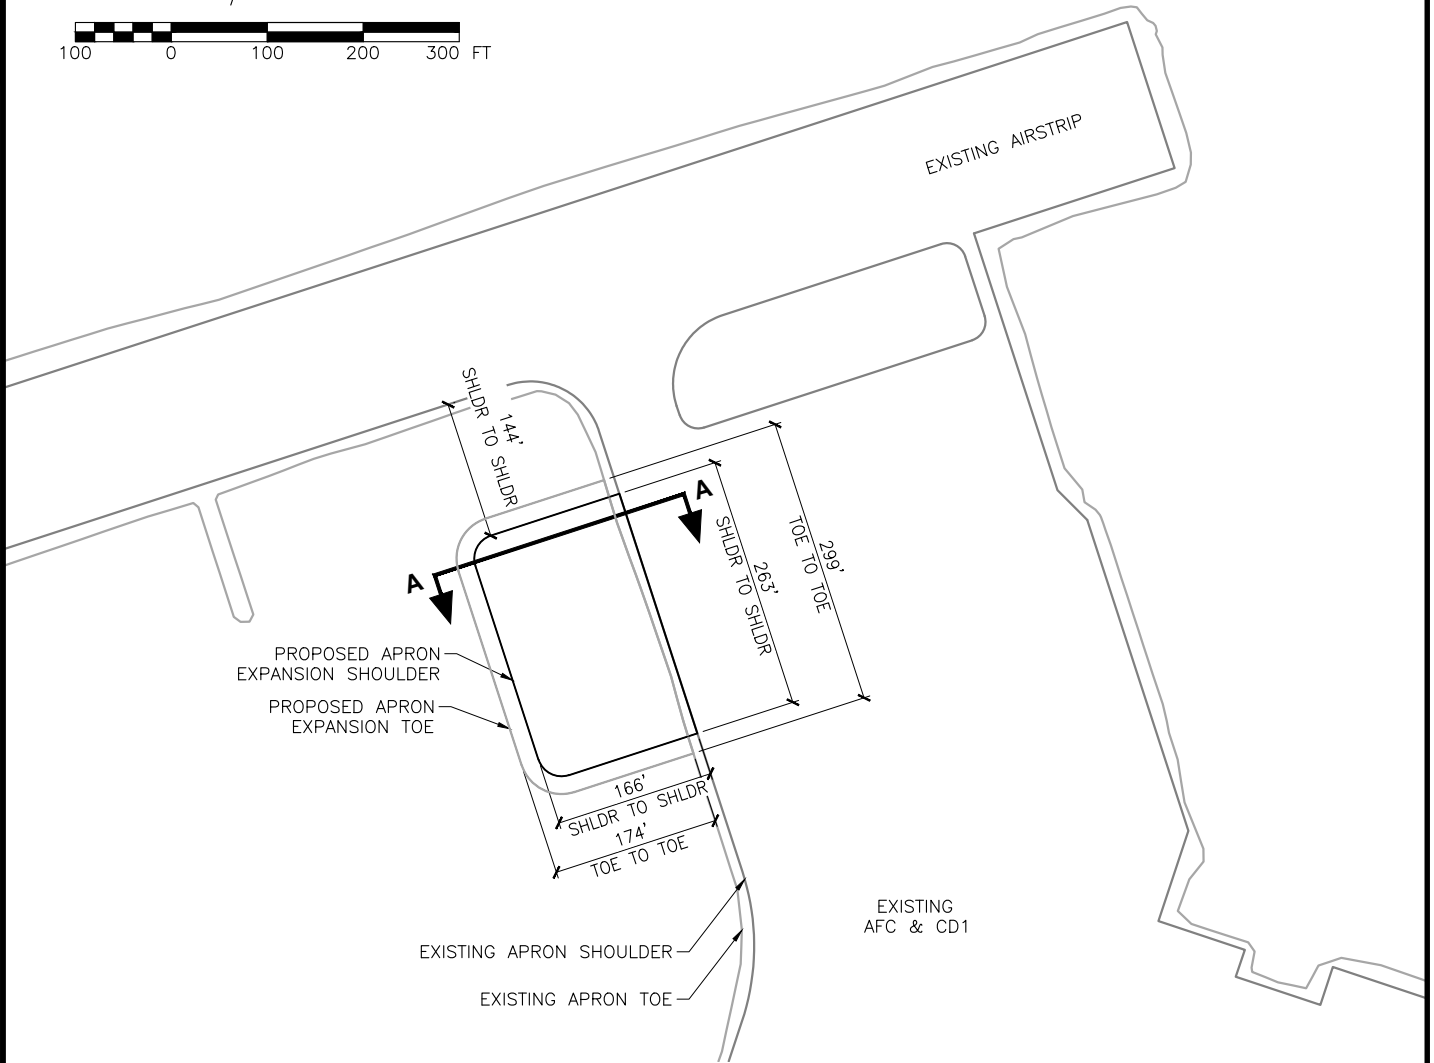 100 0 100 200 300 FT
EXISTING AIRSTRIP
144'
SHLDR TO SHLDR
A
A
263'
SHLDR TO SHLDR
299'
TOE TO TOE
PROPOSED APRON
EXPANSION SHOULDER
PROPOSED APRON
EXPANSION TOE
166'
SHLDR TO SHLDR
174'
TOE TO TOE
EXISTING
AFC & CD1
EXISTING APRON SHOULDER
EXISTING APRON TOE